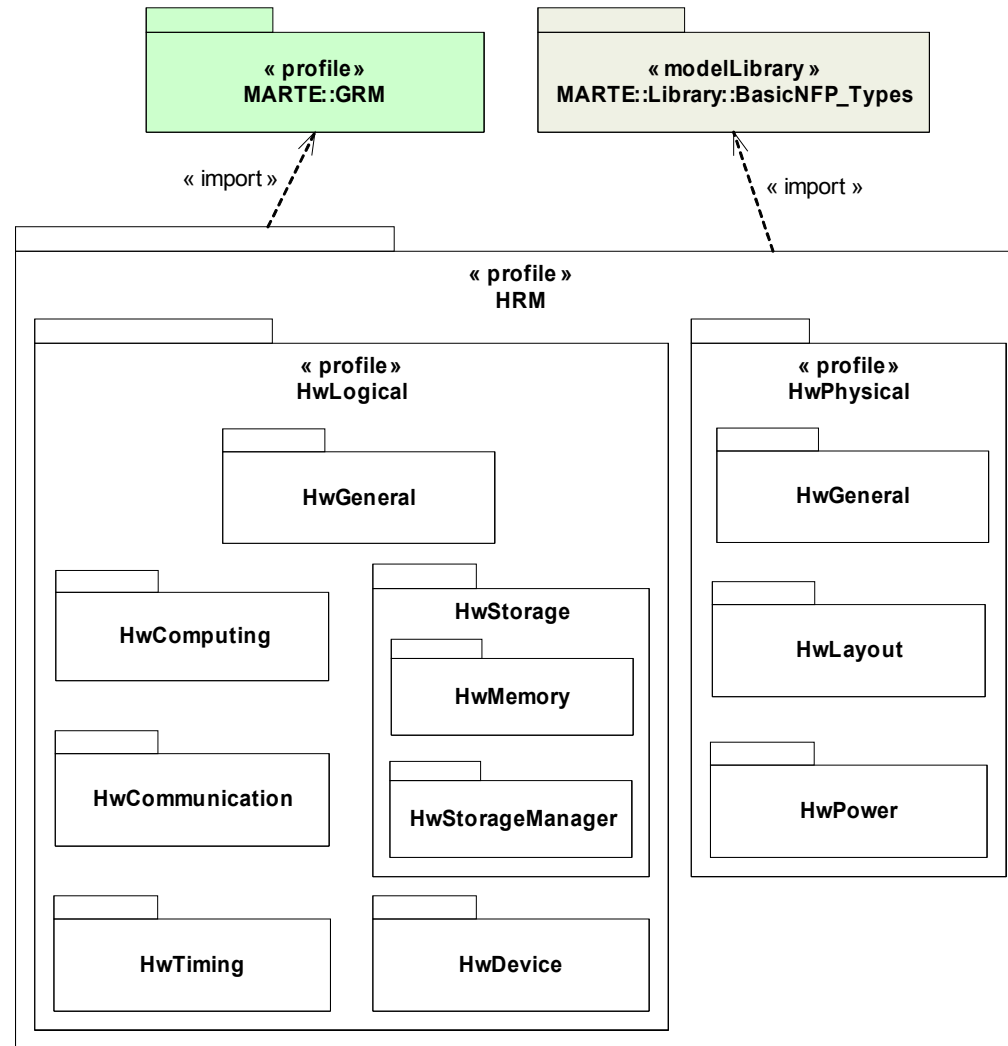 « profile»
MARTE::GRM
« modelLibrary »
MARTE::Library::BasicNFP_Types
« import »
« import »
« profile »
HRM
« profile »
HwLogical
HwGeneral
HwComputing
HwStorage
HwMemory
HwCommunication
HwStorageManager
HwTiming
HwDevice
« profile»
HwPhysical
HwGeneral
HwLayout
HwPower